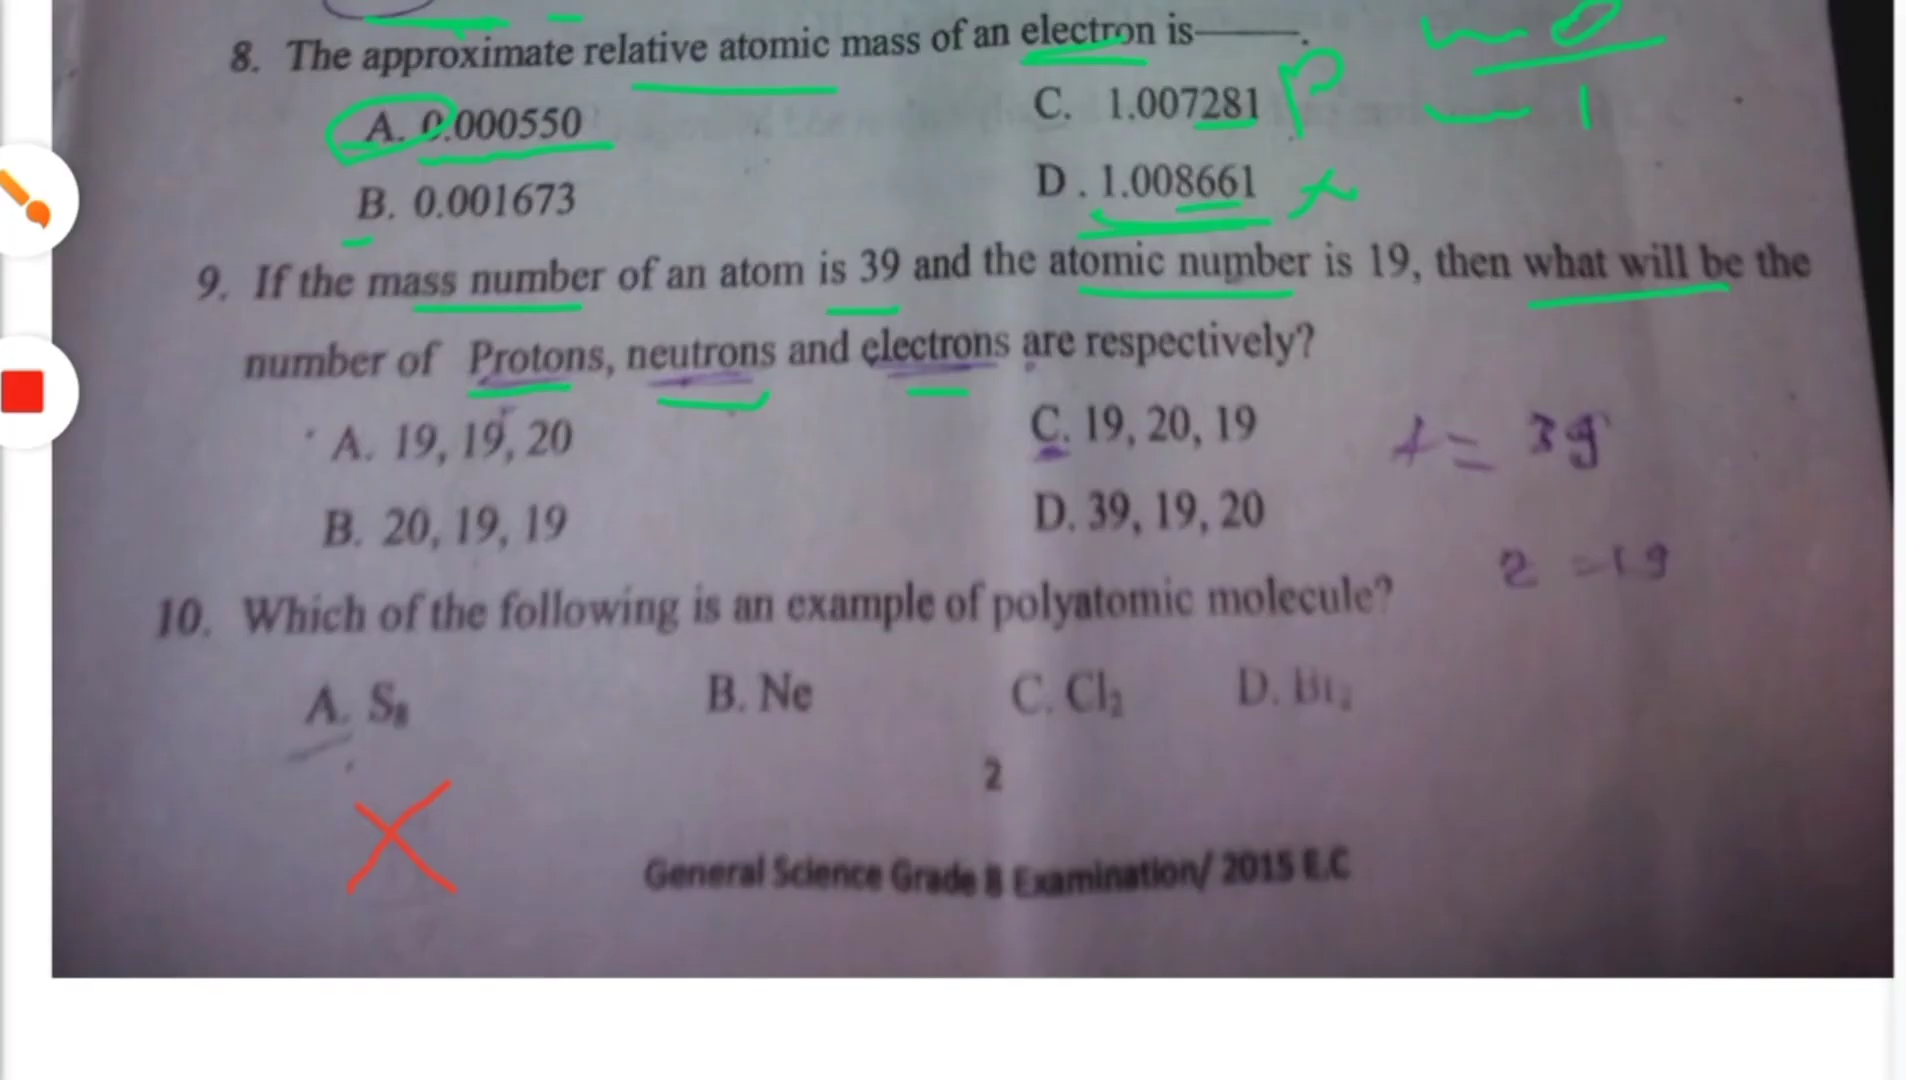 8. The approximate relative atomic mass of an electron is———.
A. 0.000550
C. 1.007281 P
1
B. 0.001673
D . 1.008661
9. If the mass number of an atom is 39 and the atomic number is 19, then what will be the
number of Protons, neutrons and electrons are respectively?
A. 19, 19, 20
C. 19, 20, 19
= 39
B. 20, 19, 19
D. 39, 19, 20
=19
10. Which of the following is an example of polyatomic molecule?
A. S₈
B. Ne
C. Cl₂
D.
2
General Science Grade 8 Examination/ 2015 E.C